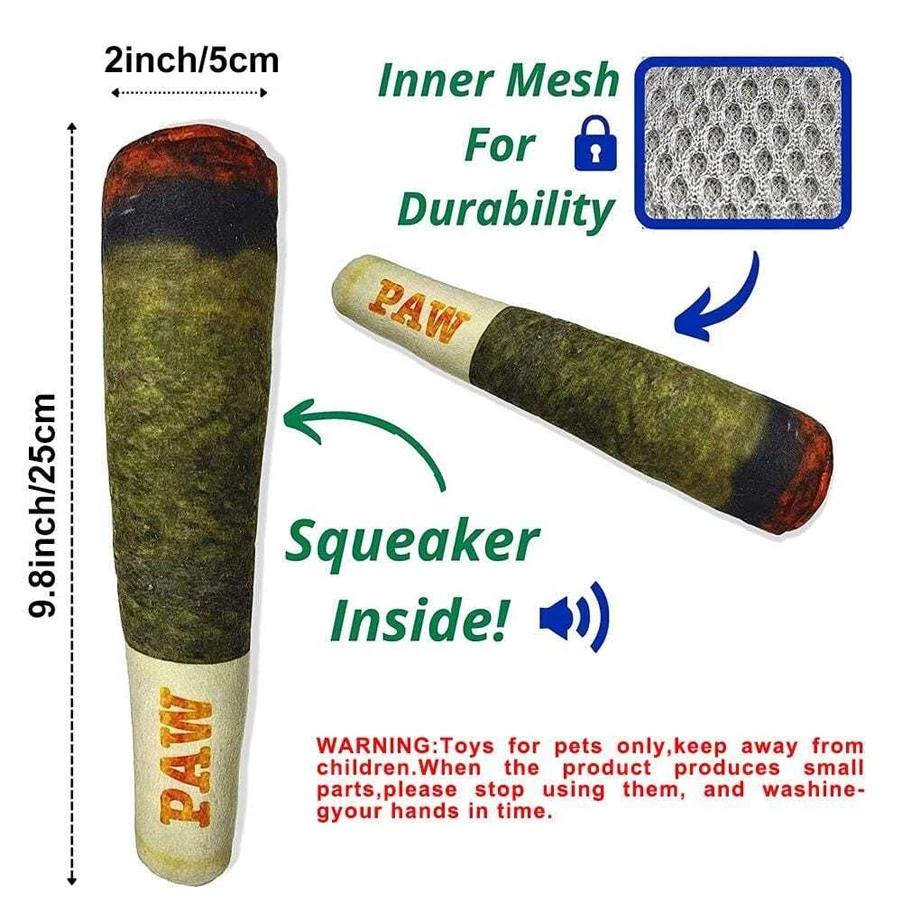 2inch/5cm
Inner Mesh
For
Durability
PAW
9.8inch/25cm
Squeaker
Inside!
PAW
WARNING:Toys for pets only,keep away from
children.When the product produces small
parts,please stop using them, and washine-
gyour hands in time.